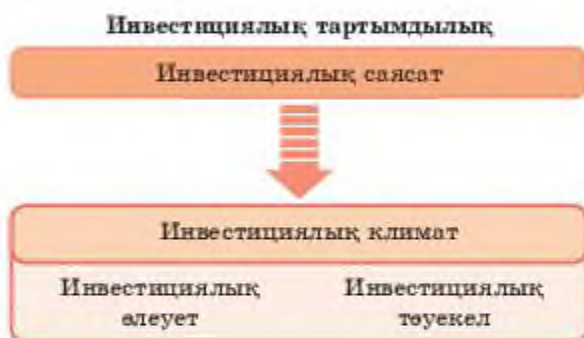 Инвестициялық тартымдылық
Инвестициялық саясат
Инвестициялық климат
Инвестициялық
әлеует
Инвестициялық
тәуекел